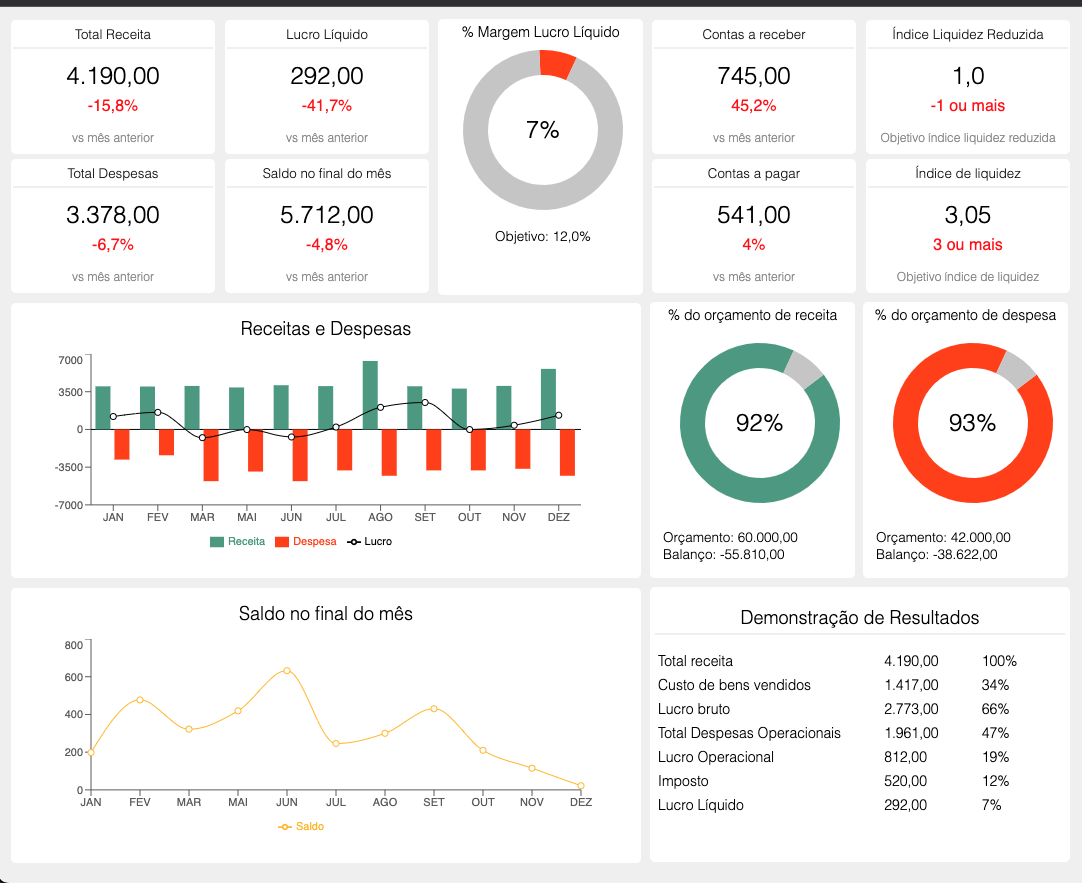 Total Receita
4.190,00
-15,8%
vs mês anterior
Lucro Líquido
292,00
-41,7%
vs mês anterior
% Margem Lucro Líquido
7%
Objetivo: 12,0%
Contas a receber
745,00
45,2%
vs mês anterior
Índice Liquidez Reduzida
1,0
-1 ou mais
Objetivo índice liquidez reduzida
Total Despesas
3.378,00
-6,7%
vs mês anterior
Saldo no final do mês
5.712,00
-4,8%
vs mês anterior
Contas a pagar
541,00
4%
vs mês anterior
Índice de liquidez
3,05
3 ou mais
Objetivo índice de liquidez
Receitas e Despesas
7000
3500
0
-3500
-7000
JAN FEV MAR MAI JUN JUL AGO SET OUT NOV DEZ
Receita Despesa Lucro
% do orçamento de receita
92%
Orçamento: 60.000,00
Balanço: -55.810,00
% do orçamento de despesa
93%
Orçamento: 42.000,00
Balanço: -38.622,00
Saldo no final do mês
800
600
400
200
0
JAN FEV MAR MAI JUN JUL AGO SET OUT NOV DEZ
Saldo
Demonstração de Resultados
Total receita 4.190,00 100%
Custo de bens vendidos 1.417,00 34%
Lucro bruto 2.773,00 66%
Total Despesas Operacionais 1.961,00 47%
Lucro Operacional 812,00 19%
Imposto 520,00 12%
Lucro Líquido 292,00 7%